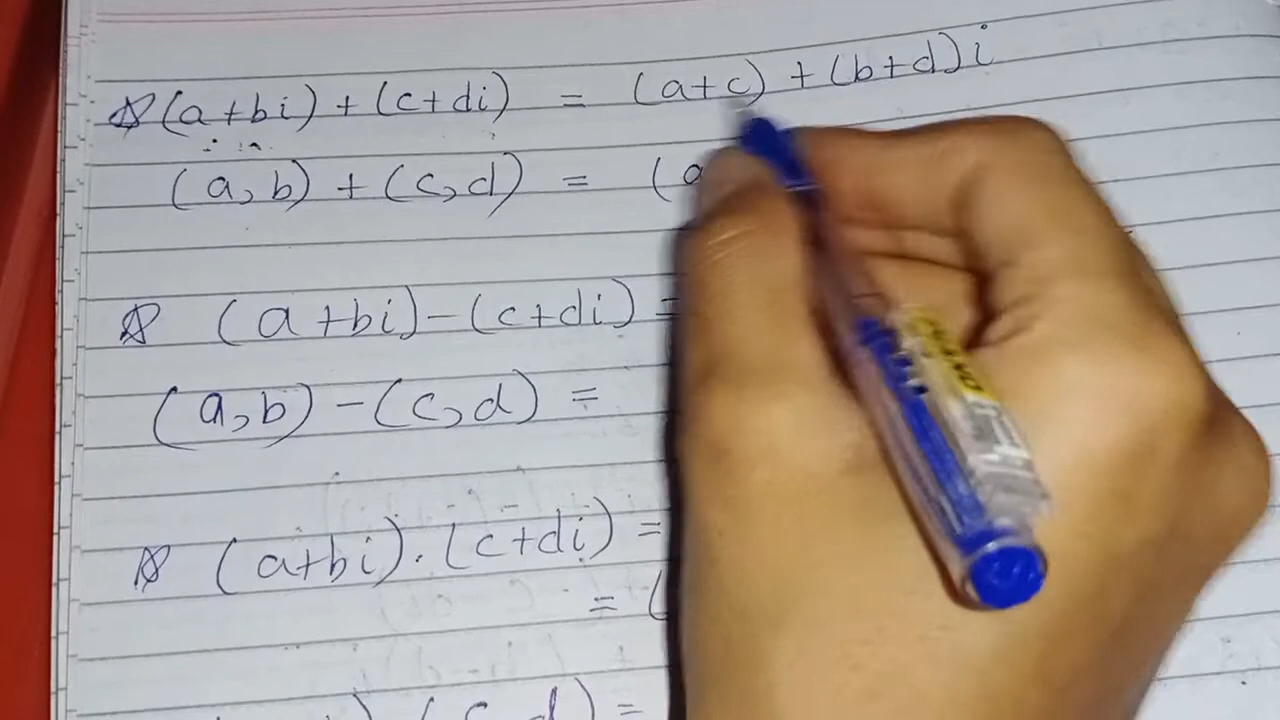 ☆(a+bi)+(c+di) = (a+c)+(b+d)i
(a,b)+(c,d) = (a
☆ (a+bi)-(c+di) =
(a,b)-(c,d) =
☆ (a+bi).(c+di) =
= (
) (c d) =